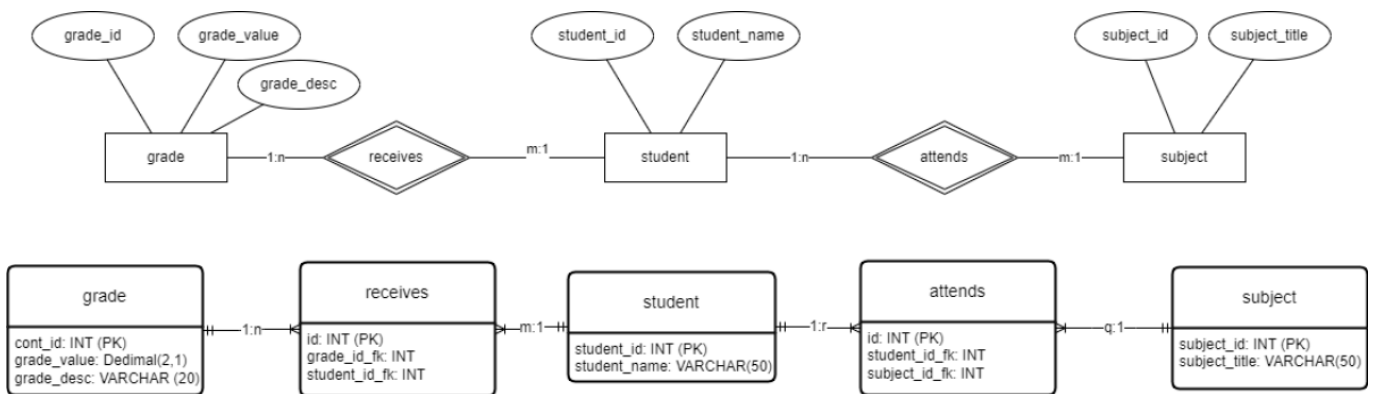 grade_id
grade_value
grade_desc
student_id
student_name
subject_id
subject_title
grade
1:n
receives
m:1
student
1:n
attends
m:1
subject
grade
cont_id: INT (PK)
grade_value: Dedimal(2,1)
grade_desc: VARCHAR (20)
1:n
receives
id: INT (PK)
grade_id_fk: INT
student_id_fk: INT
m:1
student
student_id: INT (PK)
student_name: VARCHAR(50)
1:r
attends
id: INT (PK)
student_id_fk: INT
subject_id_fk: INT
q:1
subject
subject_id: INT (PK)
subject_title: VARCHAR(50)